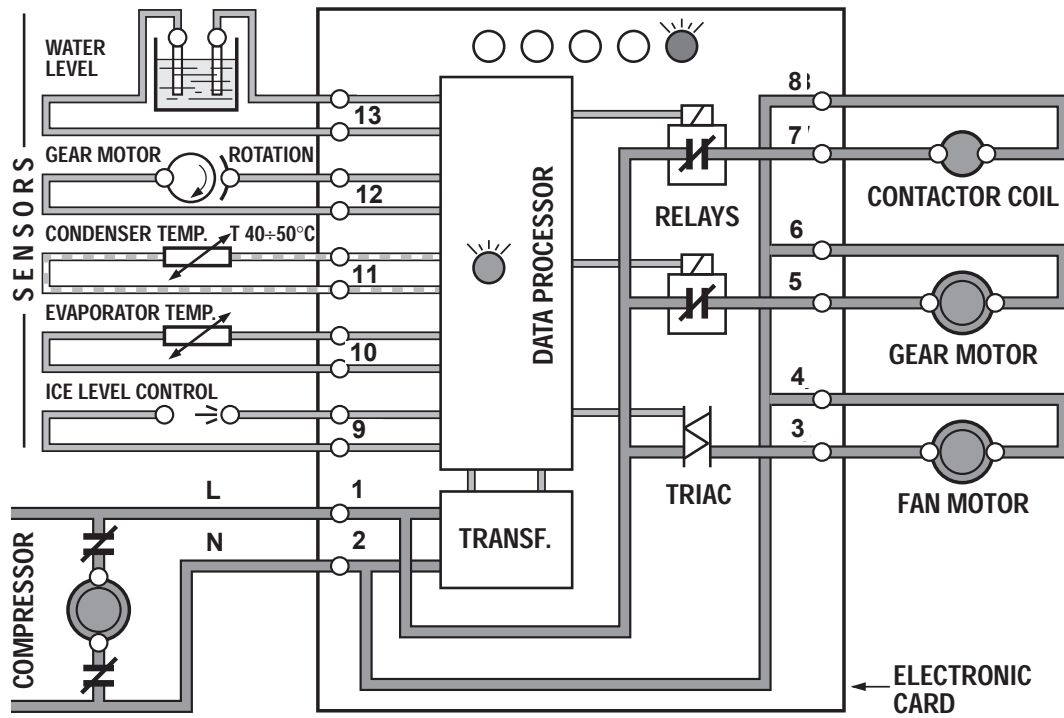 SENSORS
WATER
LEVEL
13
GEAR MOTOR ROTATION
12
CONDENSER TEMP. T 40÷50°C
11
EVAPORATOR TEMP.
10
ICE LEVEL CONTROL
9
L
1
N
2
COMPRESSOR
DATA PROCESSOR
TRANSF.
RELAYS
TRIAC
8
7
CONTACTOR COIL
6
5
GEAR MOTOR
4
3
FAN MOTOR
ELECTRONIC
CARD